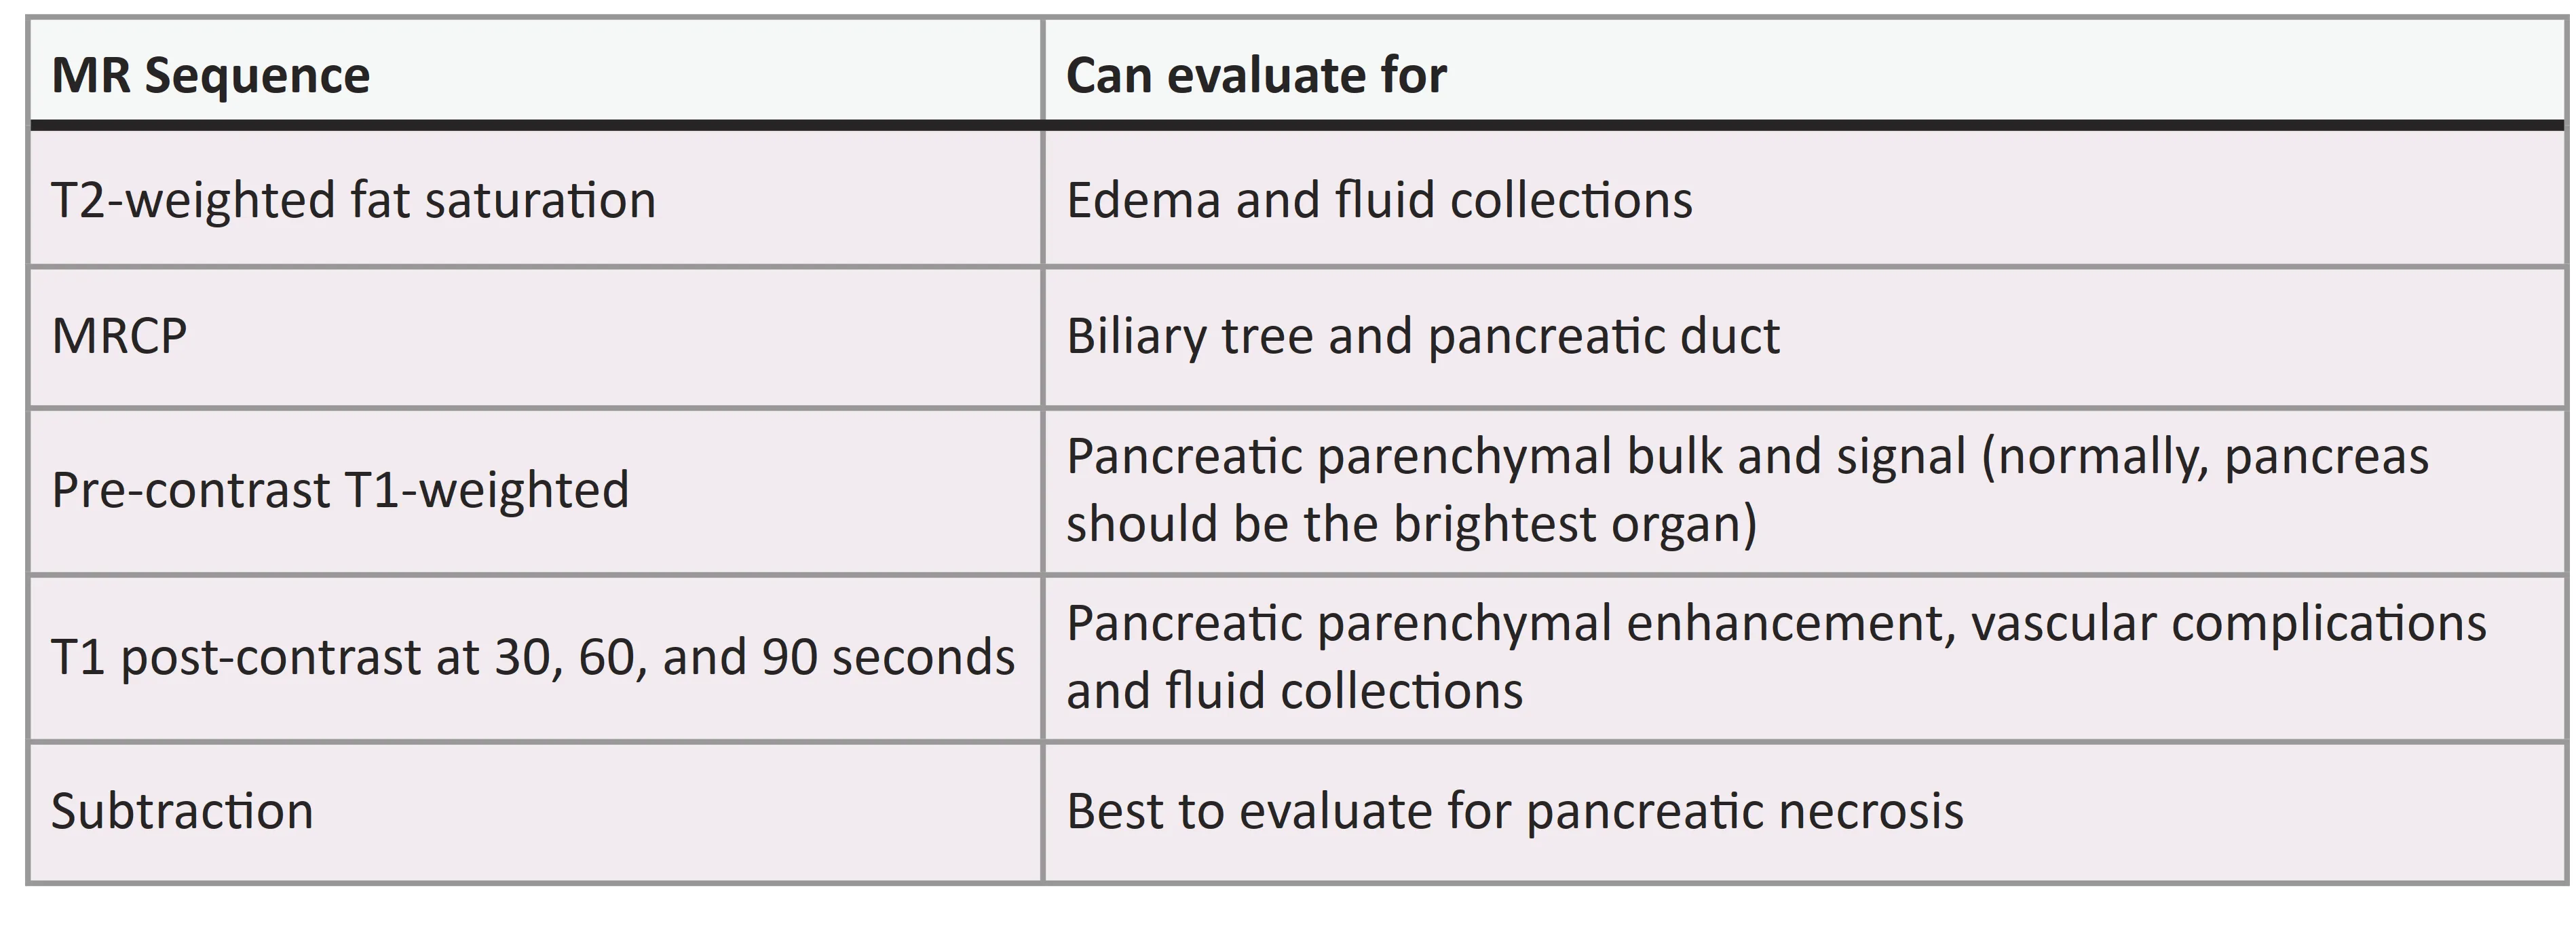 MR Sequence
Can evaluate for
T2-weighted fat saturation
Edema and fluid collections
MRCP
Biliary tree and pancreatic duct
Pre-contrast T1-weighted
Pancreatic parenchymal bulk and signal (normally, pancreas
should be the brightest organ)
T1 post-contrast at 30, 60, and 90 seconds
Pancreatic parenchymal enhancement, vascular complications
and fluid collections
Subtraction
Best to evaluate for pancreatic necrosis